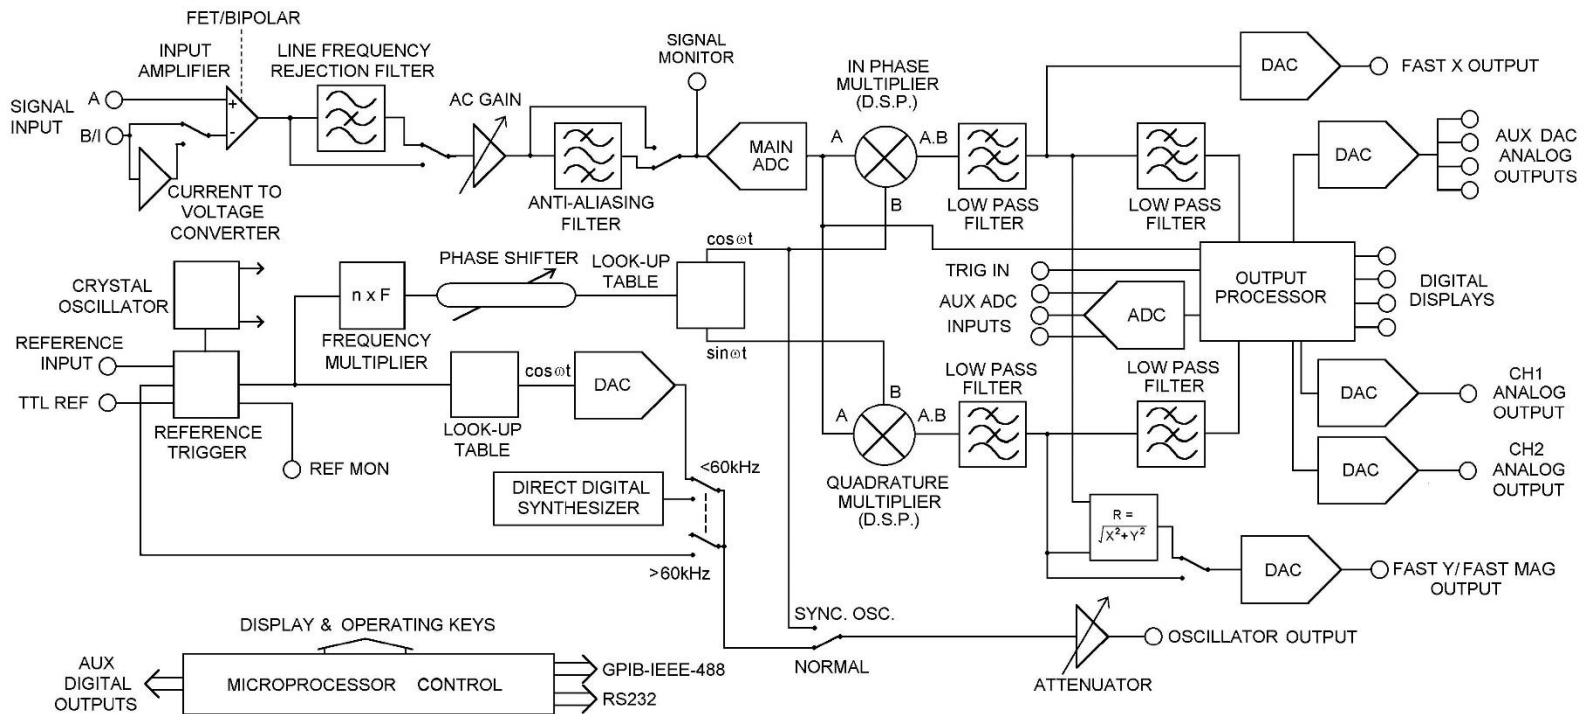 FET/BIPOLAR
INPUT
AMPLIFIER
LINE FREQUENCY
REJECTION FILTER
SIGNAL
INPUT
A
B/I
+
-
CURRENT TO
VOLTAGE
CONVERTER
AC GAIN
ANTI-ALIASING
FILTER
SIGNAL
MONITOR
MAIN
ADC
IN PHASE
MULTIPLIER
(D.S.P.)
A
A.B
B
LOW PASS
FILTER
LOW PASS
FILTER
DAC
FAST X OUTPUT
DAC
AUX DAC
ANALOG
OUTPUTS
CRYSTAL
OSCILLATOR
REFERENCE
INPUT
TTL REF
REFERENCE
TRIGGER
REF MON
n x F
FREQUENCY
MULTIPLIER
PHASE SHIFTER
LOOK-UP
TABLE
cosωt
sinωt
TRIG IN
AUX ADC
INPUTS
ADC
OUTPUT
PROCESSOR
DIGITAL
DISPLAYS
LOOK-UP
TABLE
cosωt
DAC
DIRECT DIGITAL
SYNTHESIZER
<60kHz
>60kHz
A
B
A.B
QUADRATURE
MULTIPLIER
(D.S.P.)
LOW PASS
FILTER
LOW PASS
FILTER
DAC
CH1
ANALOG
OUTPUT
DAC
CH2
ANALOG
OUTPUT
R =
√X²+Y²
DAC
FAST Y/ FAST MAG
OUTPUT
SYNC. OSC.
NORMAL
ATTENUATOR
OSCILLATOR OUTPUT
DISPLAY & OPERATING KEYS
AUX
DIGITAL
OUTPUTS
MICROPROCESSOR CONTROL
GPIB-IEEE-488
RS232